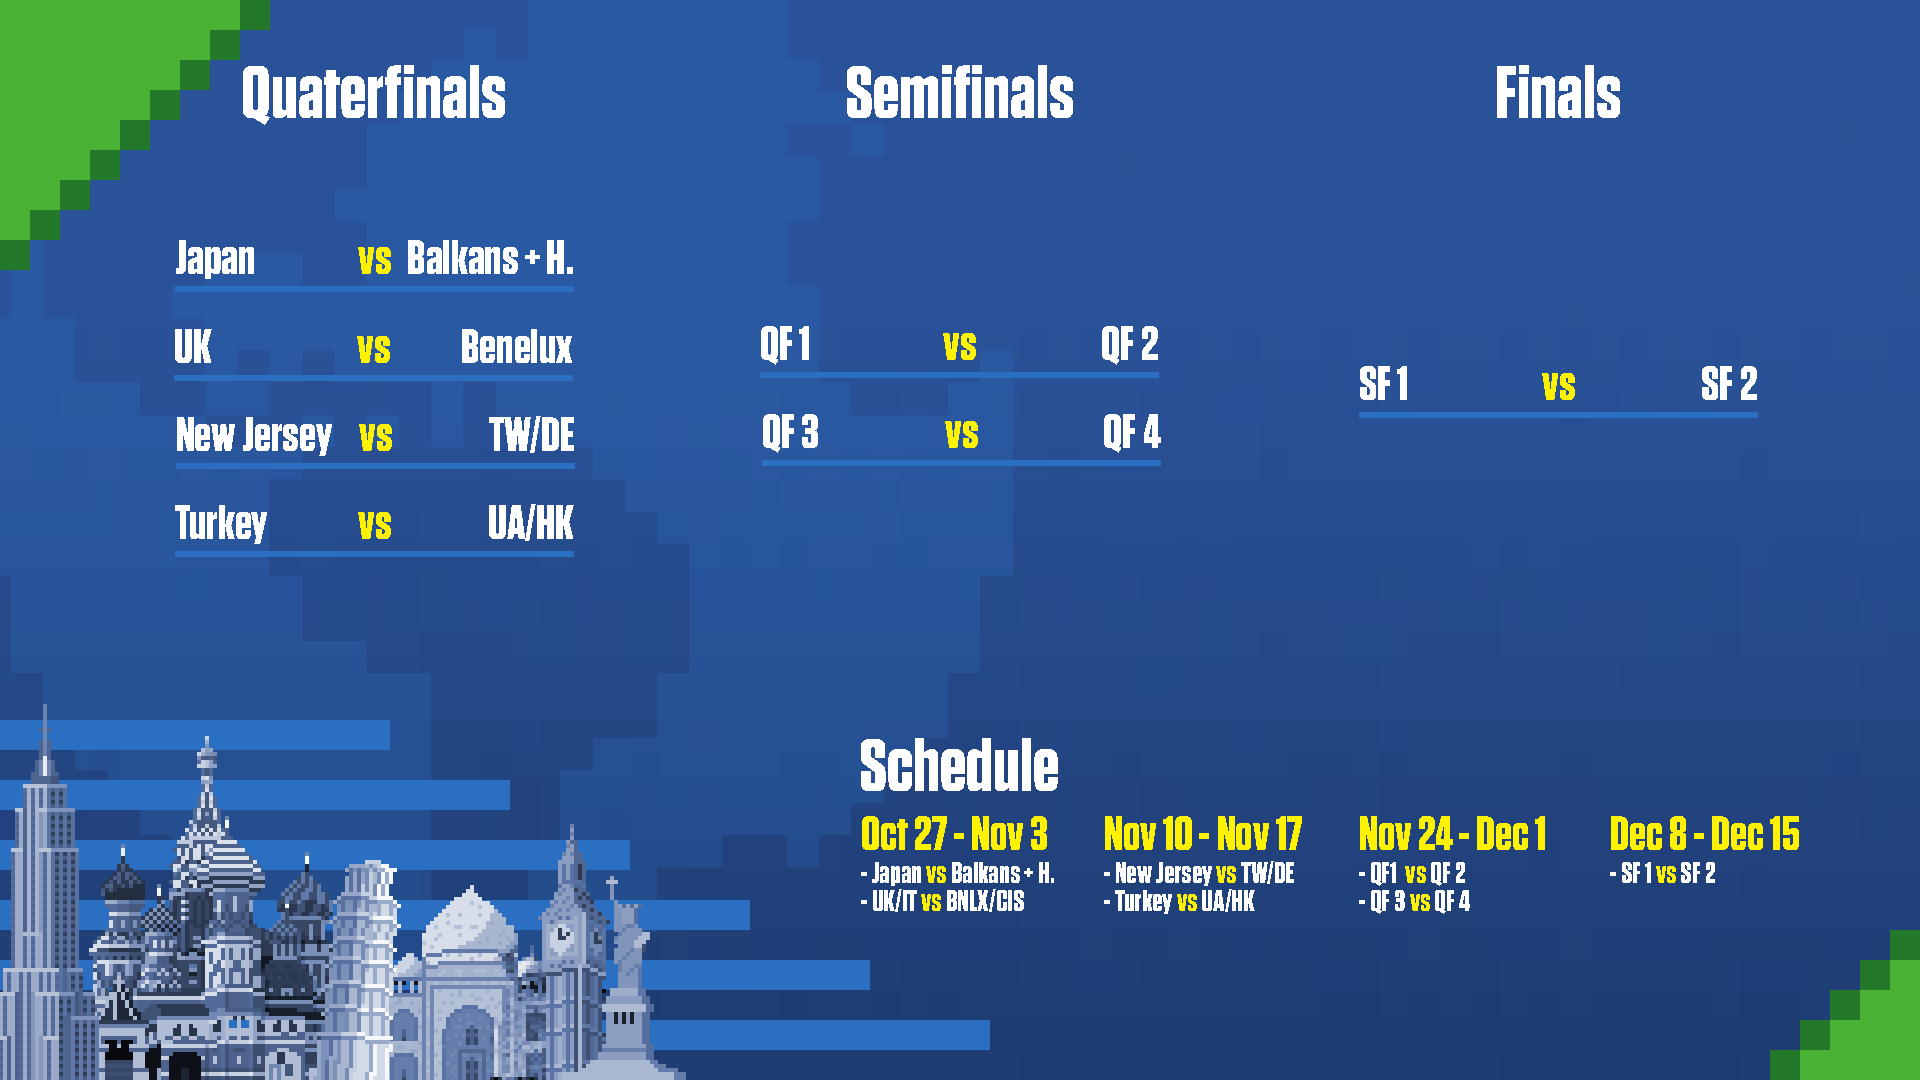 Quaterfinals
Japan vs Balkans + H.
UK vs Benelux
New Jersey vs TW/DE
Turkey vs UA/HK
Semifinals
QF 1 vs QF 2
QF 3 vs QF 4
Finals
SF 1 vs SF 2
Schedule
Oct 27 - Nov 3
- Japan vs Balkans + H.
- UK/IT vs BNLX/CIS
Nov 10 - Nov 17
- New Jersey vs TW/DE
- Turkey vs UA/HK
Nov 24 - Dec 1
- QF1 vs QF 2
- QF 3 vs QF 4
Dec 8 - Dec 15
- SF 1 vs SF 2